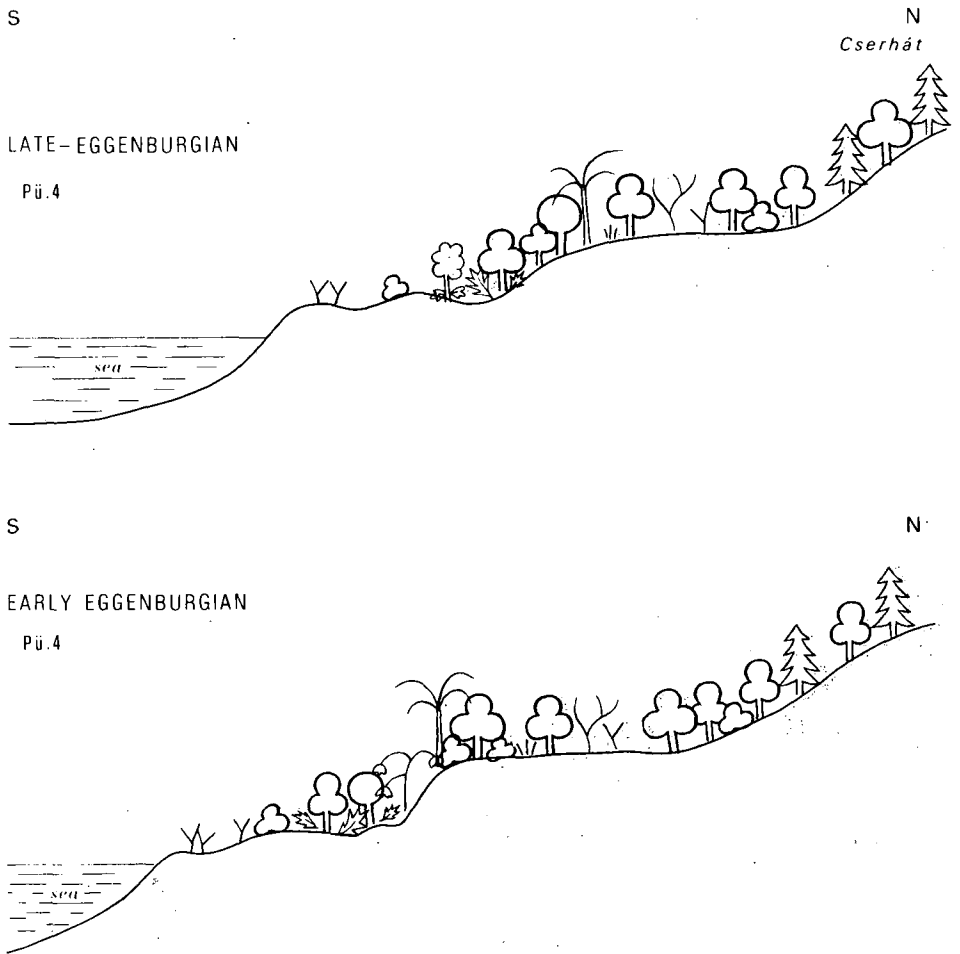 S N
Cserhát
LATE-EGGENBURGIAN
Pü.4
sea
S N
EARLY EGGENBURGIAN
Pü.4
sea